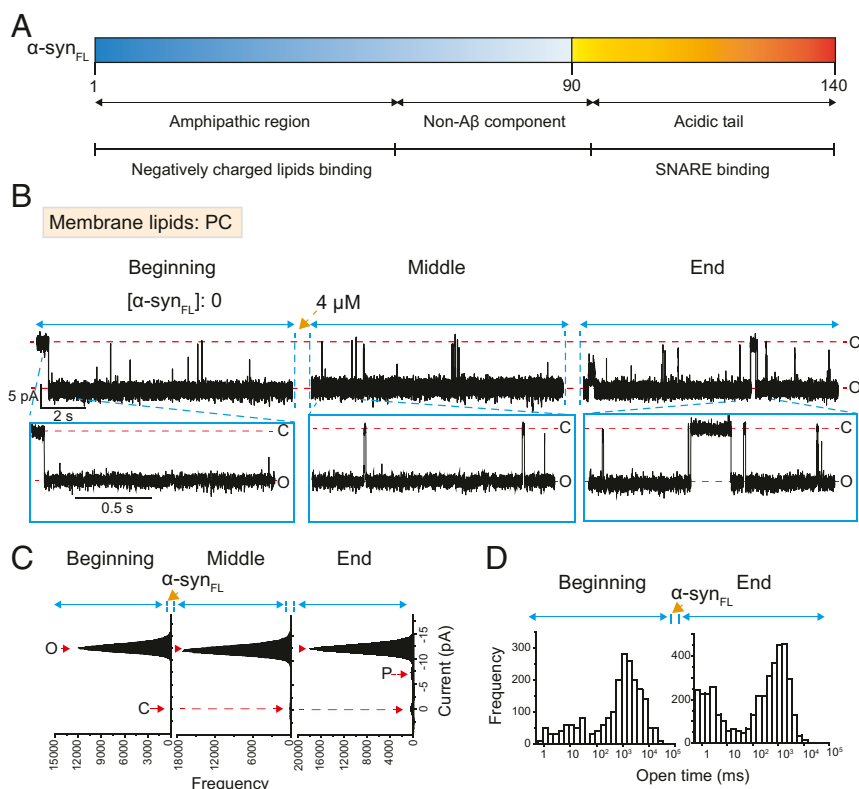 A
α-synFL
1
90
140
Amphipathic region
Non-Aβ component
Acidic tail
Negatively charged lipids binding
SNARE binding
B
Membrane lipids: PC
Beginning
Middle
End
[α-synFL]: 0
4 µM
C
O
5 pA
2 s
C
O
C
O
C
O
0.5 s
C
Beginning
Middle
End
α-synFL
O
P
C
-15
-10
-5
0
Current (pA)
15000
12000
9000
6000
3000
0
18000
12000
6000
0
20000
16000
12000
8000
4000
0
Frequency
D
Beginning
α-synFL
End
Frequency
300
200
100
0
400
200
0
1
10
10²
10³
10⁴
10⁵
1
10
10²
10³
10⁴
10⁵
Open time (ms)